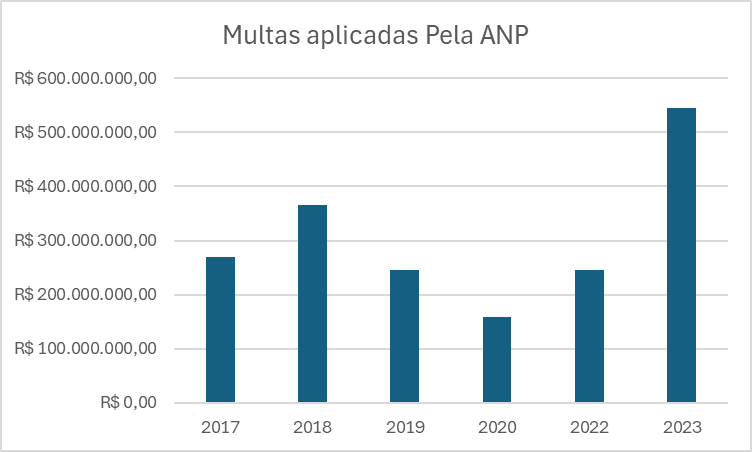 Multas aplicadas Pela ANP
R$ 600.000.000,00
R$ 500.000.000,00
R$ 400.000.000,00
R$ 300.000.000,00
R$ 200.000.000,00
R$ 100.000.000,00
R$ 0,00
2017 2018 2019 2020 2022 2023